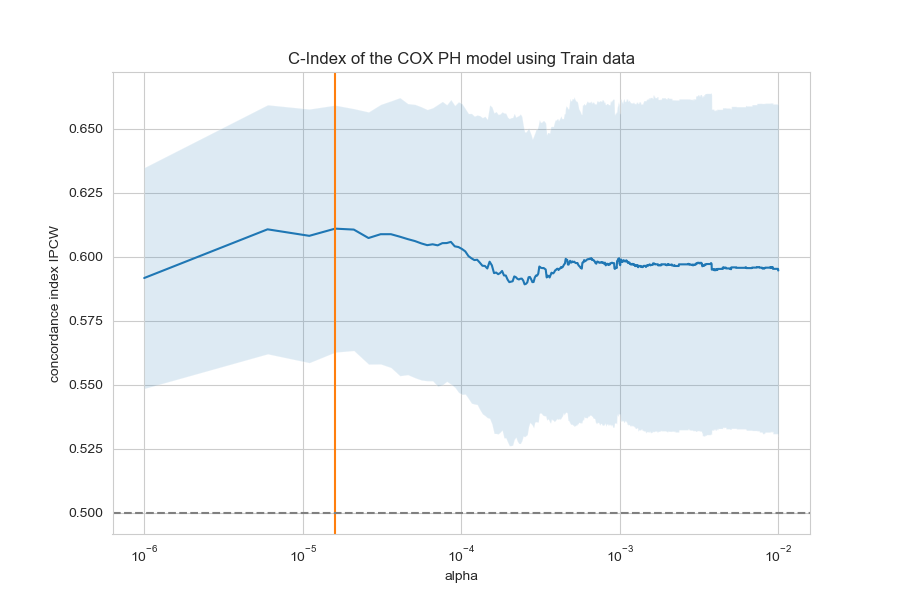 C-Index of the COX PH model using Train data
concordance index IPCW
0.650
0.625
0.600
0.575
0.550
0.525
0.500
10⁻⁶ 10⁻⁵ 10⁻⁴ 10⁻³ 10⁻²
alpha